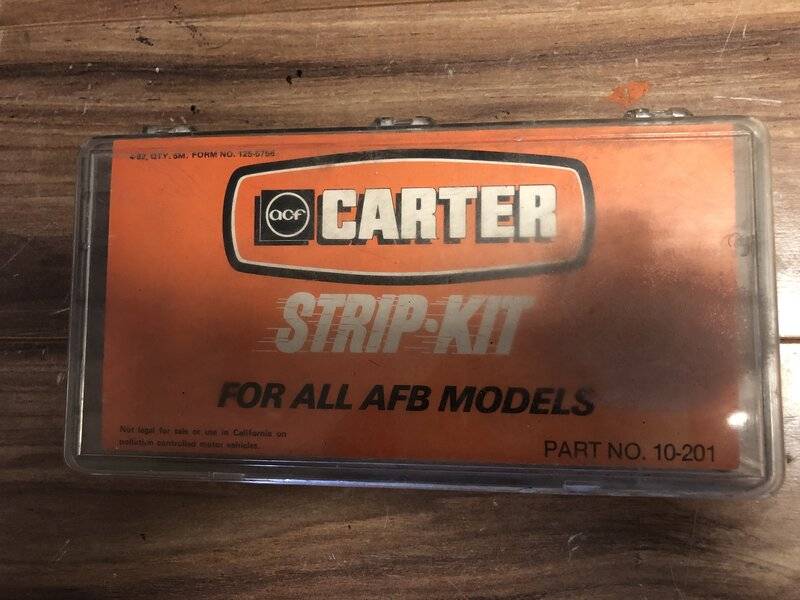 4-82, QTY. 5M, FORM NO. 125-5756
acf CARTER
STRIP·KIT
FOR ALL AFB MODELS
Not legal for sale or use in California on
pollution controlled motor vehicles.
PART NO. 10-201